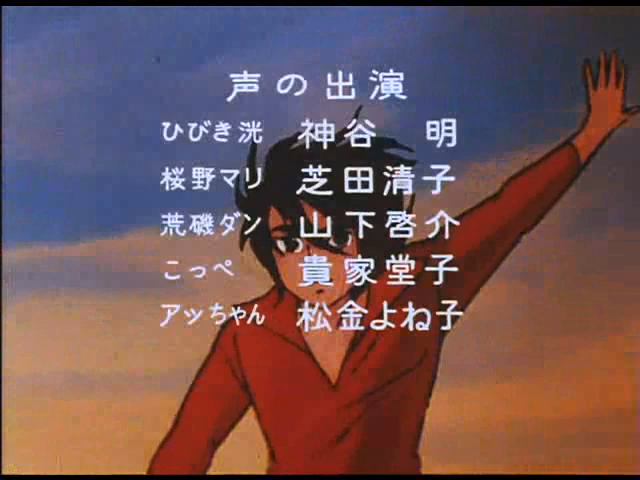 声の出演
ひびき洸 神谷 明
桜野マリ 芝田清子
荒磯ダン 山下啓介
こっペ 貴家堂子
アッちゃん 松金よね子